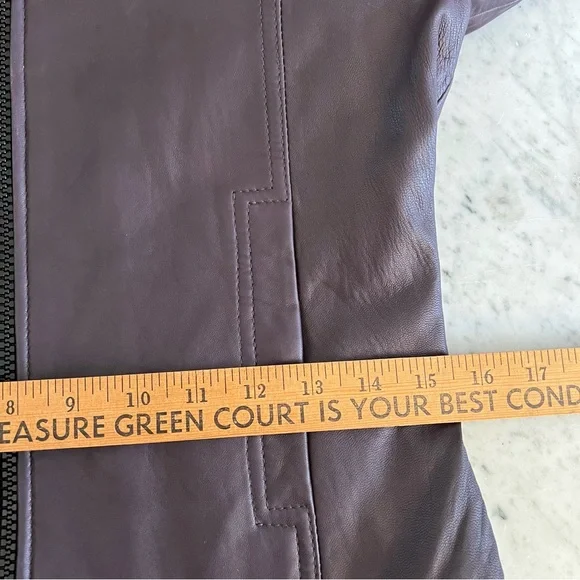 8 9 10 11 12 13 14 15 16 17
EASURE GREEN COURT IS YOUR BEST COND